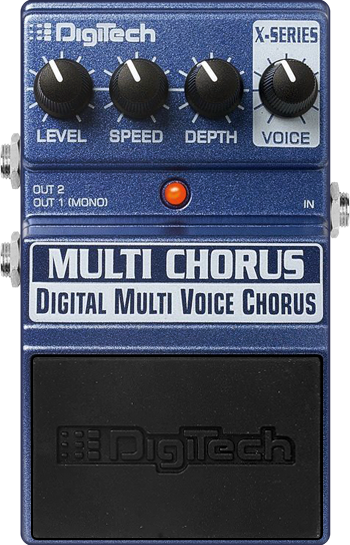 DigiTech
X-SERIES
LEVEL SPEED DEPTH VOICE
OUT 2
OUT 1 (MONO) IN
MULTI CHORUS
DIGITAL MULTI VOICE CHORUS
DigiTech